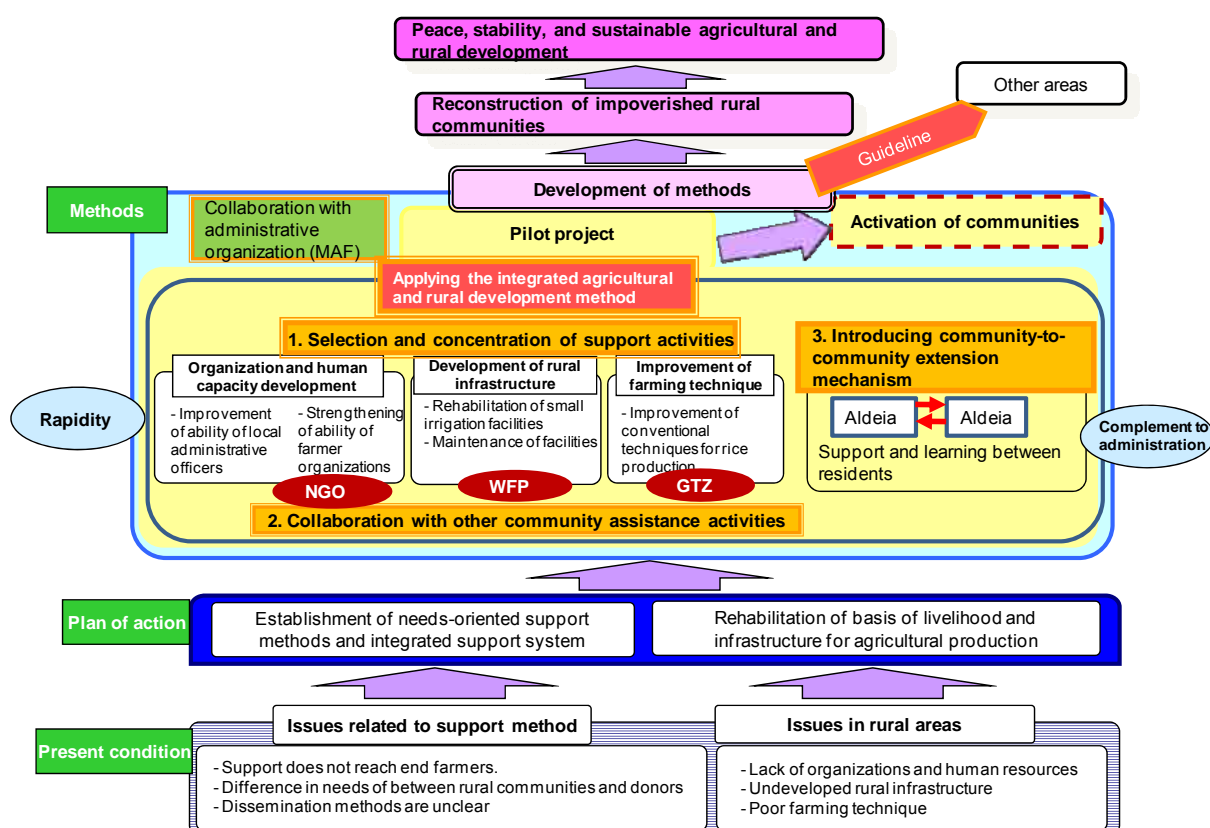 Peace, stability, and sustainable agricultural and
rural development
Other areas
Reconstruction of impoverished rural
communities
Guideline
Development of methods
Methods
Collaboration with
administrative
organization (MAF)
Pilot project
Activation of communities
Applying the integrated agricultural
and rural development method
1. Selection and concentration of support activities
3. Introducing community-to-
community extension
mechanism
Organization and human
capacity development
- Improvement
of ability of local
administrative
officers
- Strengthening
of ability of
farmer
organizations
NGO
Development of rural
infrastructure
- Rehabilitation of small
irrigation facilities
- Maintenance of facilities
WFP
Improvement of
farming technique
- Improvement of
conventional
techniques for rice
production
GTZ
Aldeia
Aldeia
Support and learning between
residents
Rapidity
Complement to
administration
2. Collaboration with other community assistance activities
Plan of action
Establishment of needs-oriented support
methods and integrated support system
Rehabilitation of basis of livelihood and
infrastructure for agricultural production
Present condition
Issues related to support method
- Support does not reach end farmers.
- Difference in needs of between rural communities and donors
- Dissemination methods are unclear
Issues in rural areas
- Lack of organizations and human resources
- Undeveloped rural infrastructure
- Poor farming technique